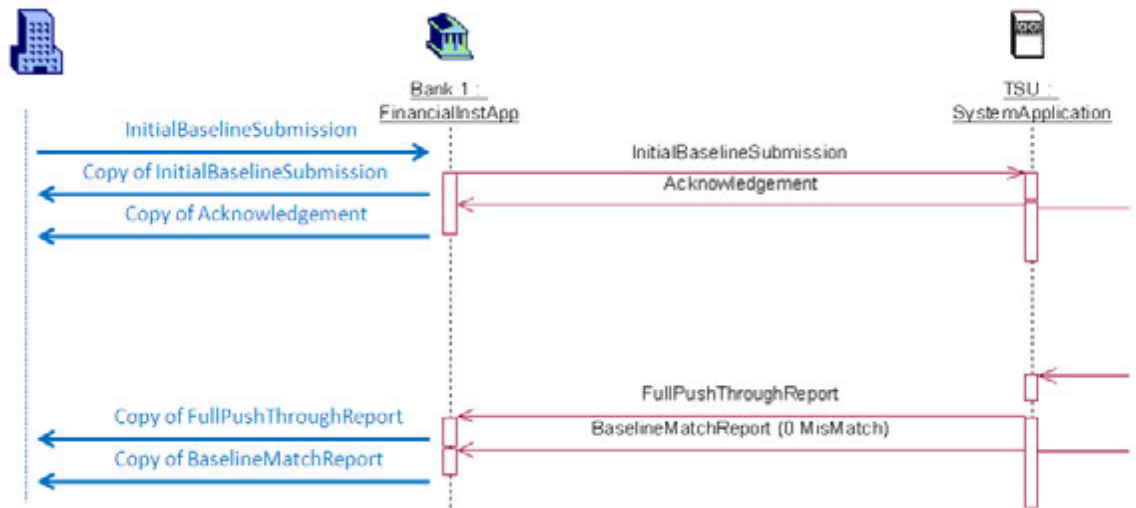 Bank 1 :
FinancialInstApp
TSU :
SystemApplication
InitialBaselineSubmission
InitialBaselineSubmission
Copy of InitialBaselineSubmission
Acknowledgement
Copy of Acknowledgement
FullPushThroughReport
Copy of FullPushThroughReport
BaselineMatchReport (0 MisMatch)
Copy of BaselineMatchReport